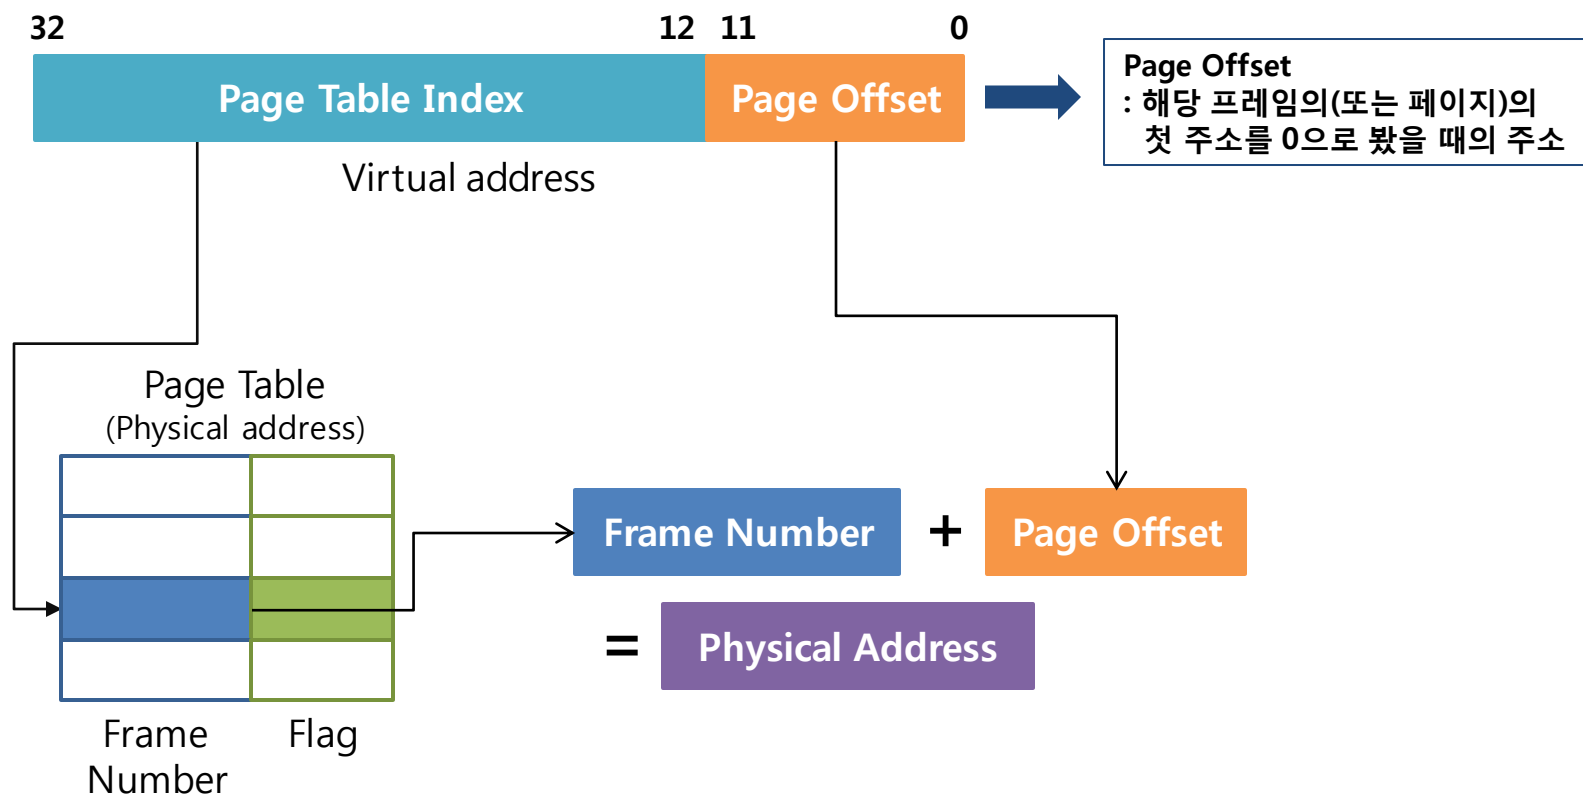 32 12 11 0
Page Table Index Page Offset
Page Offset
: 해당 프레임의(또는 페이지)의
첫 주소를 0으로 봤을 때의 주소
Virtual address
Page Table
(Physical address)
Frame Number + Page Offset
= Physical Address
Frame
Number
Flag